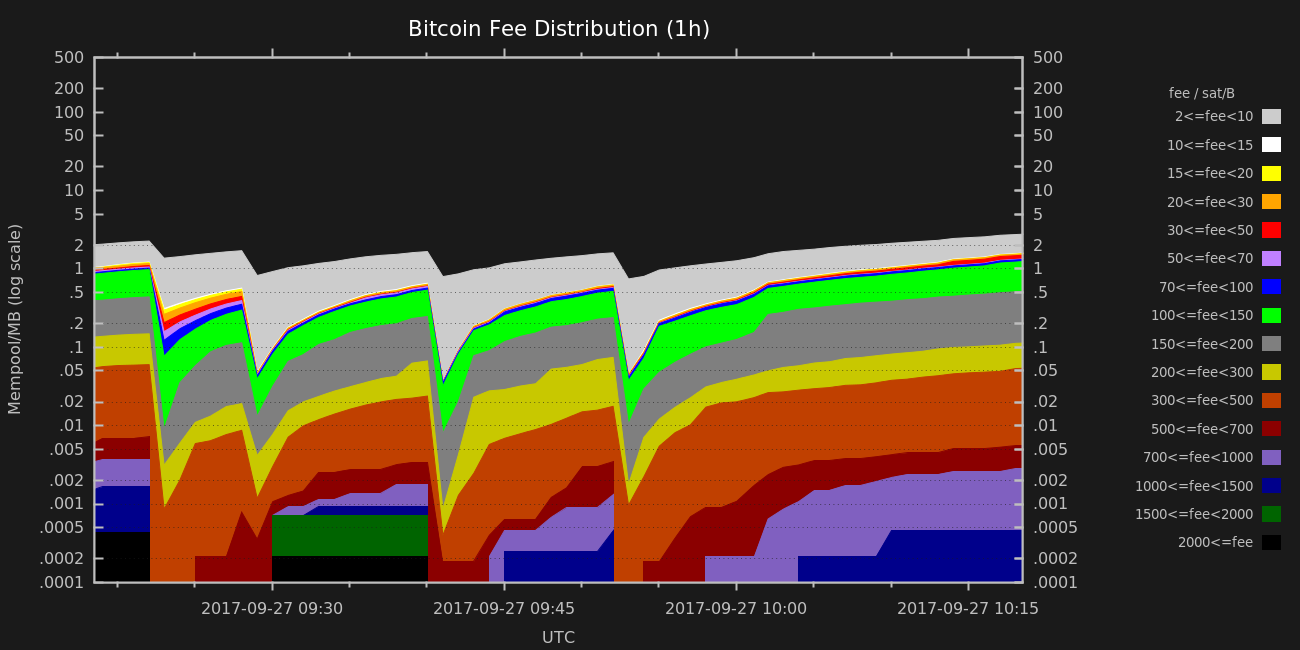 Bitcoin Fee Distribution (1h)
500 500
200 200
100 100
50 50
20 20
10 10
5 5
2 2
1 1
.5 .5
.2 .2
.1 .1
.05 .05
.02 .02
.01 .01
.005 .005
.002 .002
.001 .001
.0005 .0005
.0002 .0002
.0001 .0001
Mempool/MB (log scale)
2017-09-27 09:30 2017-09-27 09:45 2017-09-27 10:00 2017-09-27 10:15
UTC
fee / sat/B
2<=fee<10
10<=fee<15
15<=fee<20
20<=fee<30
30<=fee<50
50<=fee<70
70<=fee<100
100<=fee<150
150<=fee<200
200<=fee<300
300<=fee<500
500<=fee<700
700<=fee<1000
1000<=fee<1500
1500<=fee<2000
2000<=fee